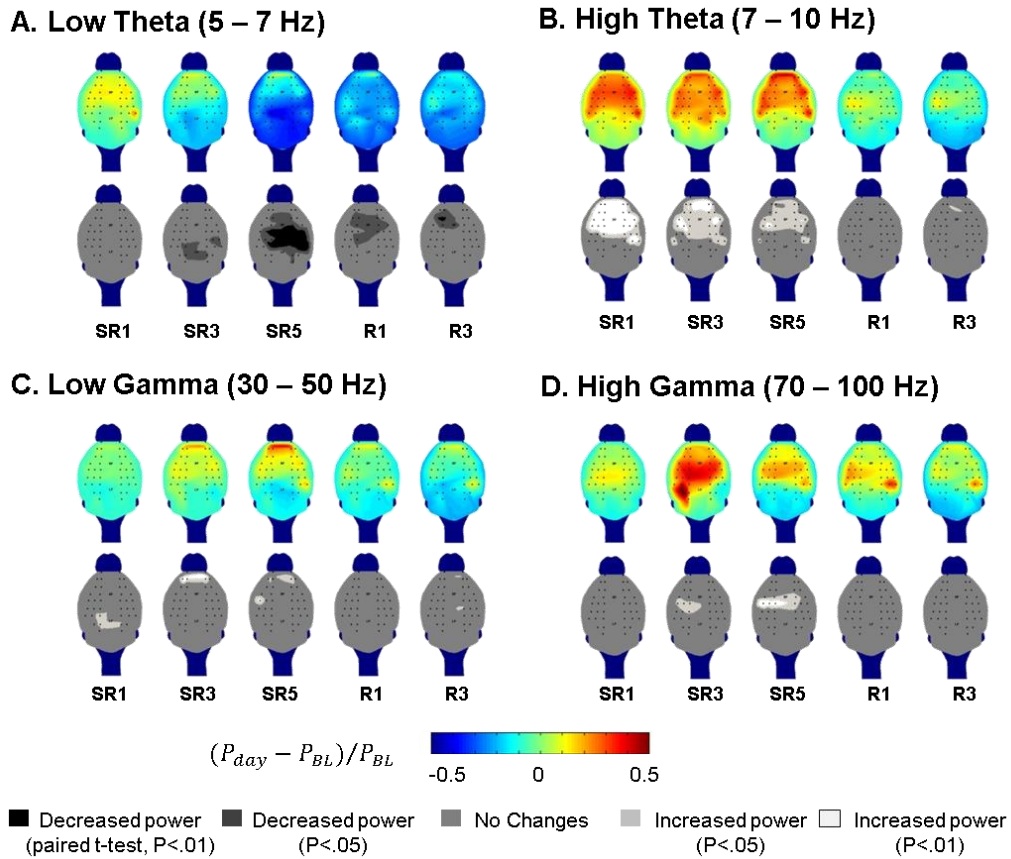 A. Low Theta (5 – 7 Hz)
B. High Theta (7 – 10 Hz)
SR1 SR3 SR5 R1 R3
SR1 SR3 SR5 R1 R3
C. Low Gamma (30 – 50 Hz)
D. High Gamma (70 – 100 Hz)
SR1 SR3 SR5 R1 R3
SR1 SR3 SR5 R1 R3
(P_day − P_BL)/P_BL
-0.5 0 0.5
Decreased power (paired t-test, P<.01)
Decreased power (P<.05)
No Changes
Increased power (P<.05)
Increased power (P<.01)